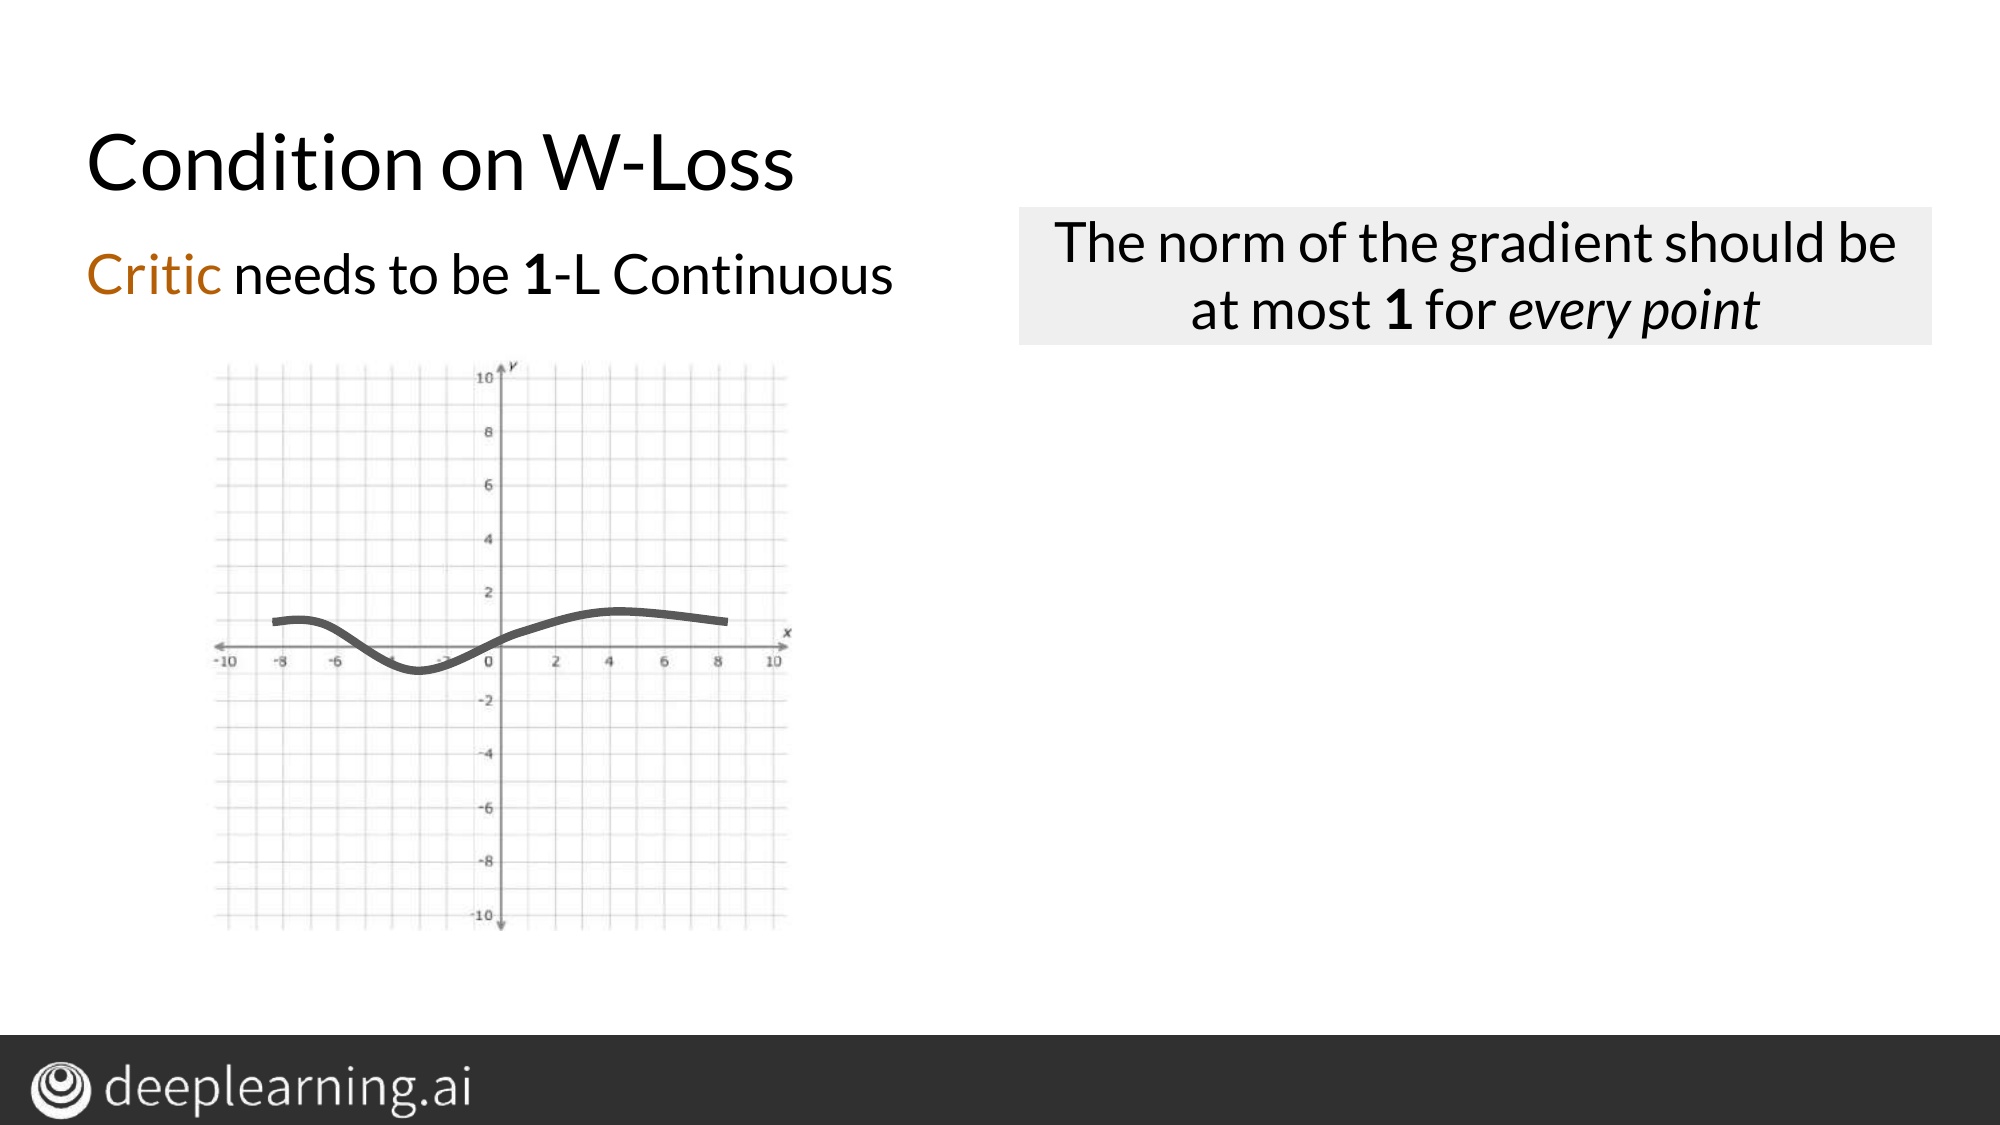 Condition on W-Loss
Critic needs to be 1-L Continuous
The norm of the gradient should be
at most 1 for every point
y
10
8
6
4
2
x
-10 -8 -6 0 2 4 6 8 10
-2
-4
-6
-8
-10
deeplearning.ai